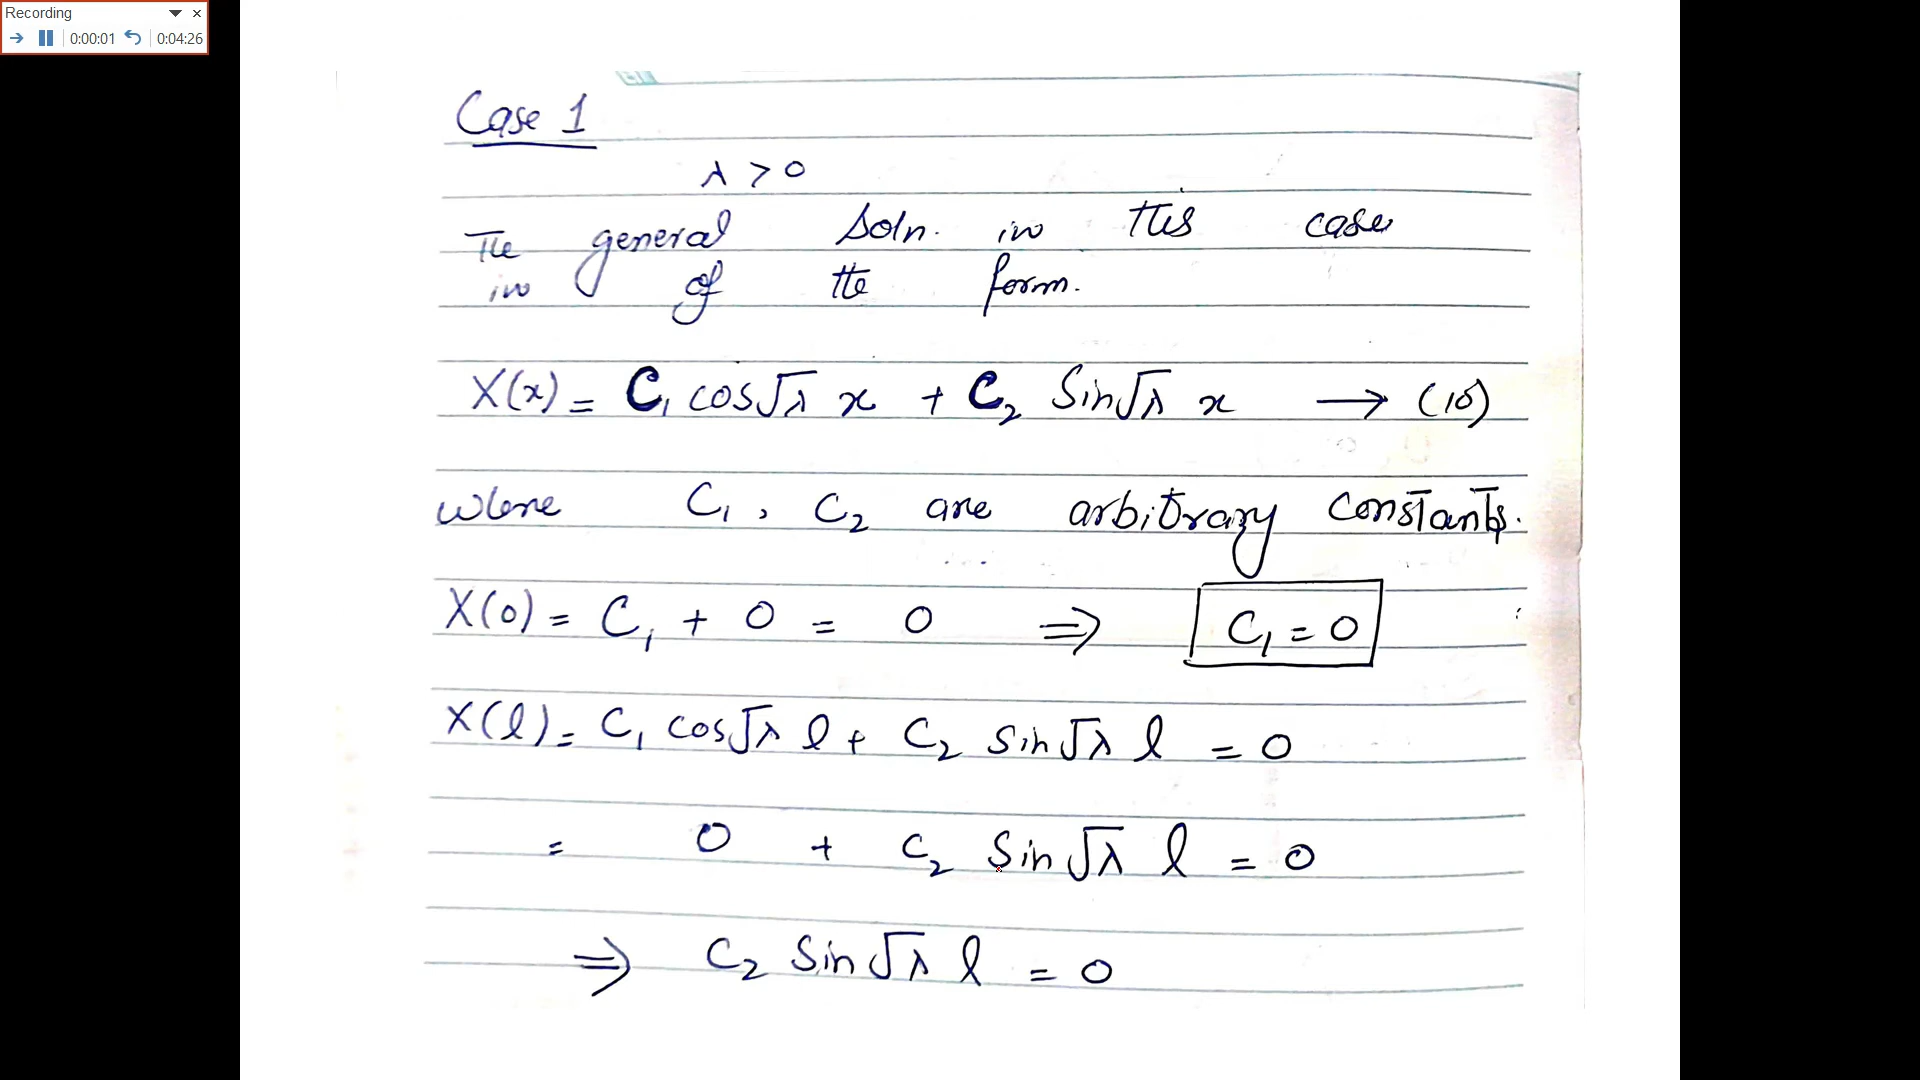 Recording
0:00:01 0:04:26
Case 1
λ > 0
The general Soln. in this case
in of the form.
X(x) = C₁ cos√λ x + C₂ Sin√λ x → (10)
where C₁, C₂ are arbitrary constants.
X(0) = C₁ + 0 = 0 ⇒ C₁ = 0
X(l) = C₁ cos√λ l + C₂ sin√λ l = 0
= 0 + C₂ Sin√λ l = 0
⇒ C₂ Sin√λ l = 0